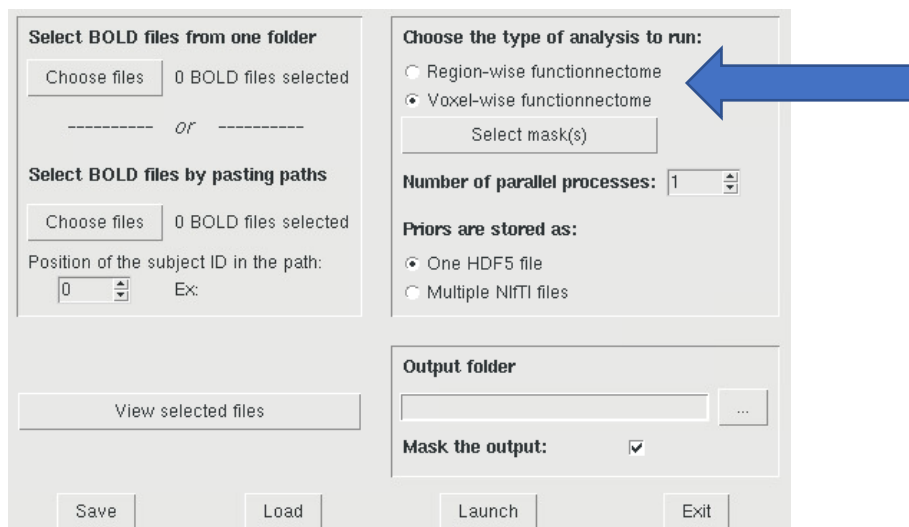 Select BOLD files from one folder
Choose files 0 BOLD files selected
---------- or ----------
Select BOLD files by pasting paths
Choose files 0 BOLD files selected
Position of the subject ID in the path:
0 Ex:
View selected files
Choose the type of analysis to run:
Region-wise functionnectome
Voxel-wise functionnectome
Select mask(s)
Number of parallel processes: 1
Priors are stored as:
One HDF5 file
Multiple NIfTI files
Output folder
...
Mask the output:
Save Load Launch Exit